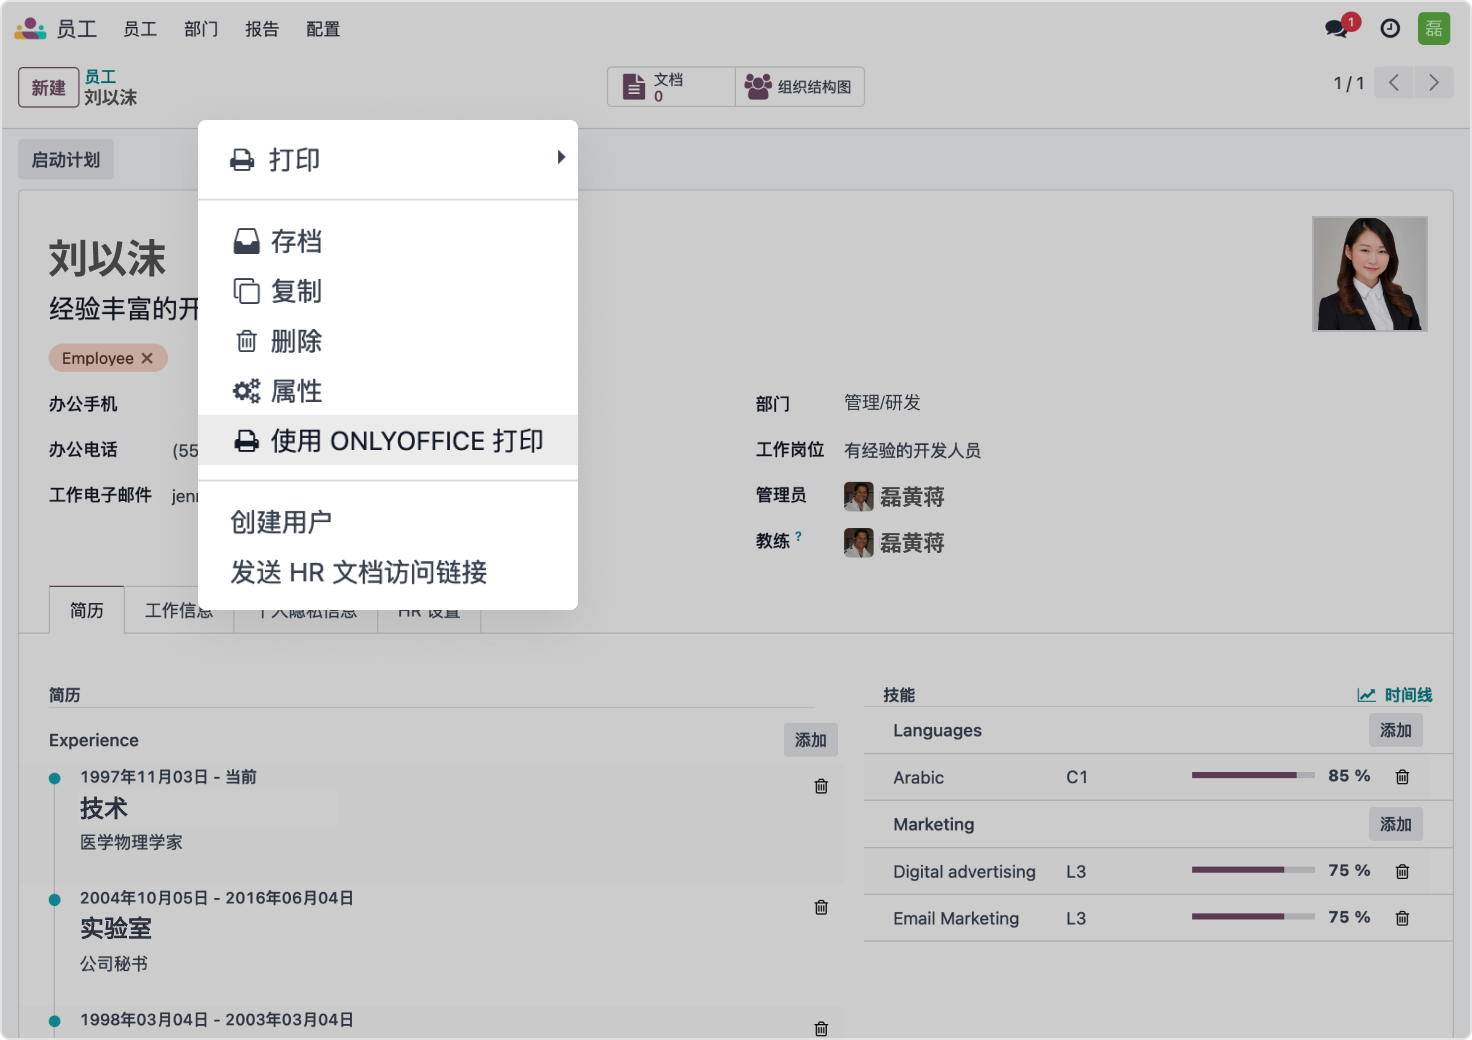 员工 员工 部门 报告 配置 1 磊
新建 员工 刘以沫
文档 0
组织结构图
1 / 1
启动计划
打印
存档
复制
删除
属性
使用 ONLYOFFICE 打印
创建用户
发送 HR 文档访问链接
刘以沫
经验丰富的开
Employee
办公手机
办公电话 (55
工作电子邮件 jenn
部门 管理/研发
工作岗位 有经验的开发人员
管理员 磊黄蒋
教练 ? 磊黄蒋
简历 工作信息 个人隐私信息 HR 设置
简历
Experience 添加
1997年11月03日 - 当前
技术
医学物理学家
2004年10月05日 - 2016年06月04日
实验室
公司秘书
1998年03月04日 - 2003年03月04日
技能 时间线
Languages 添加
Arabic C1 85 %
Marketing 添加
Digital advertising L3 75 %
Email Marketing L3 75 %